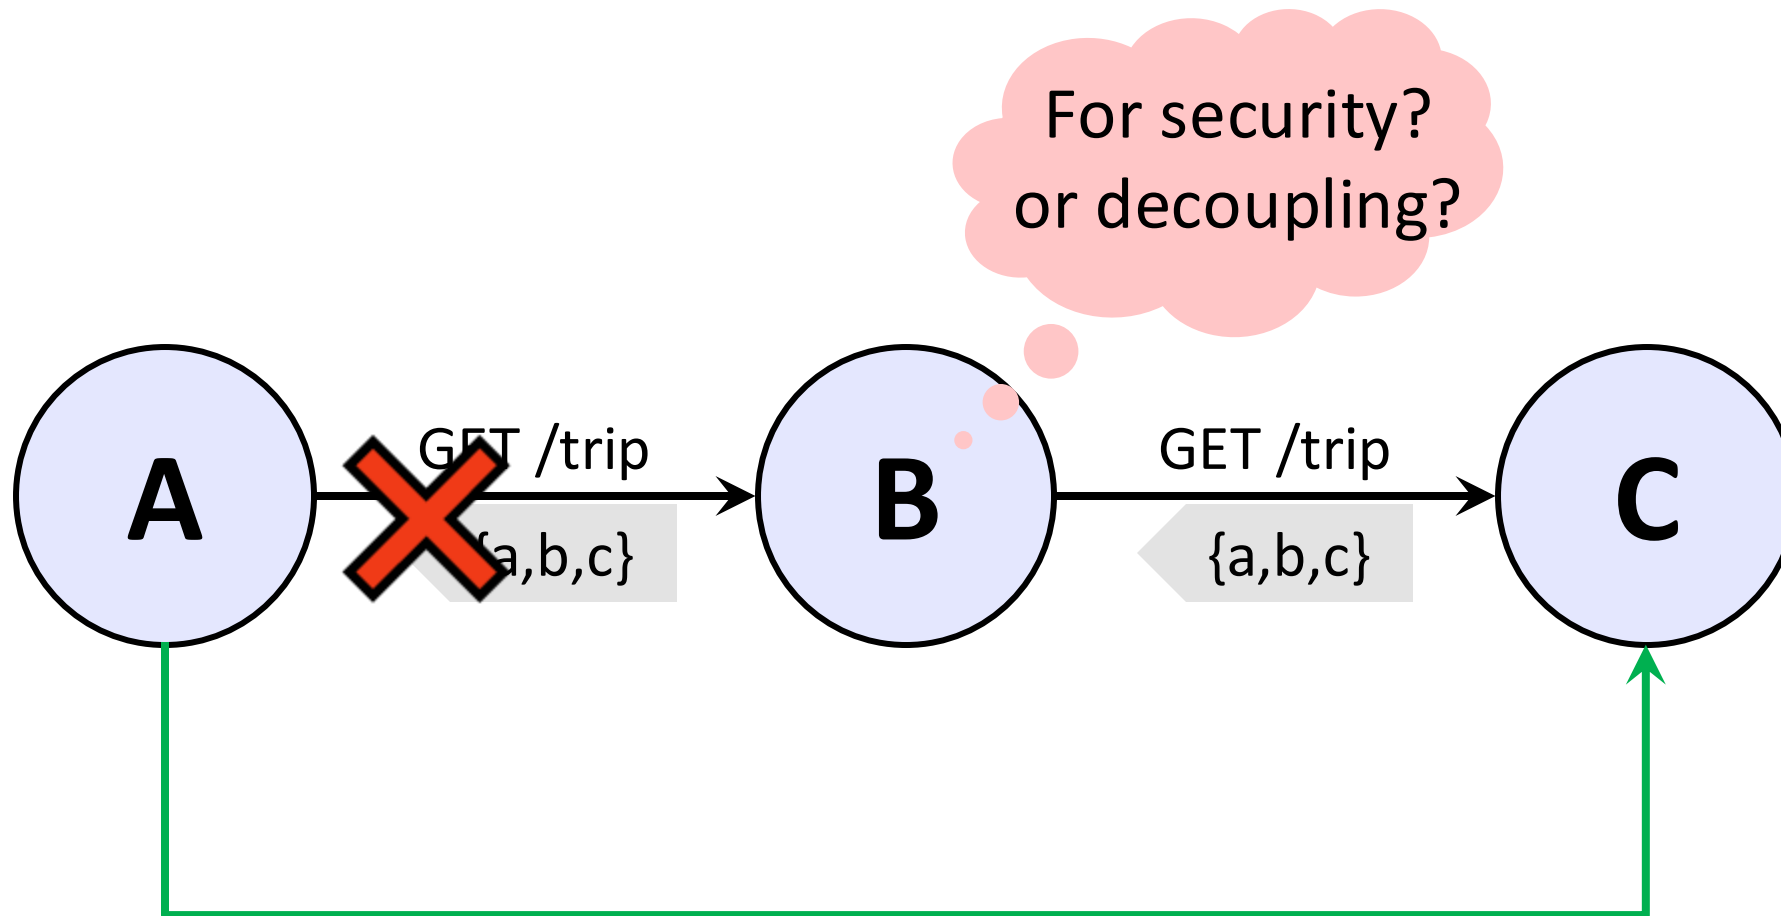 For security?
or decoupling?
GET /trip
GET /trip
A
B
C
{a,b,c}
{a,b,c}